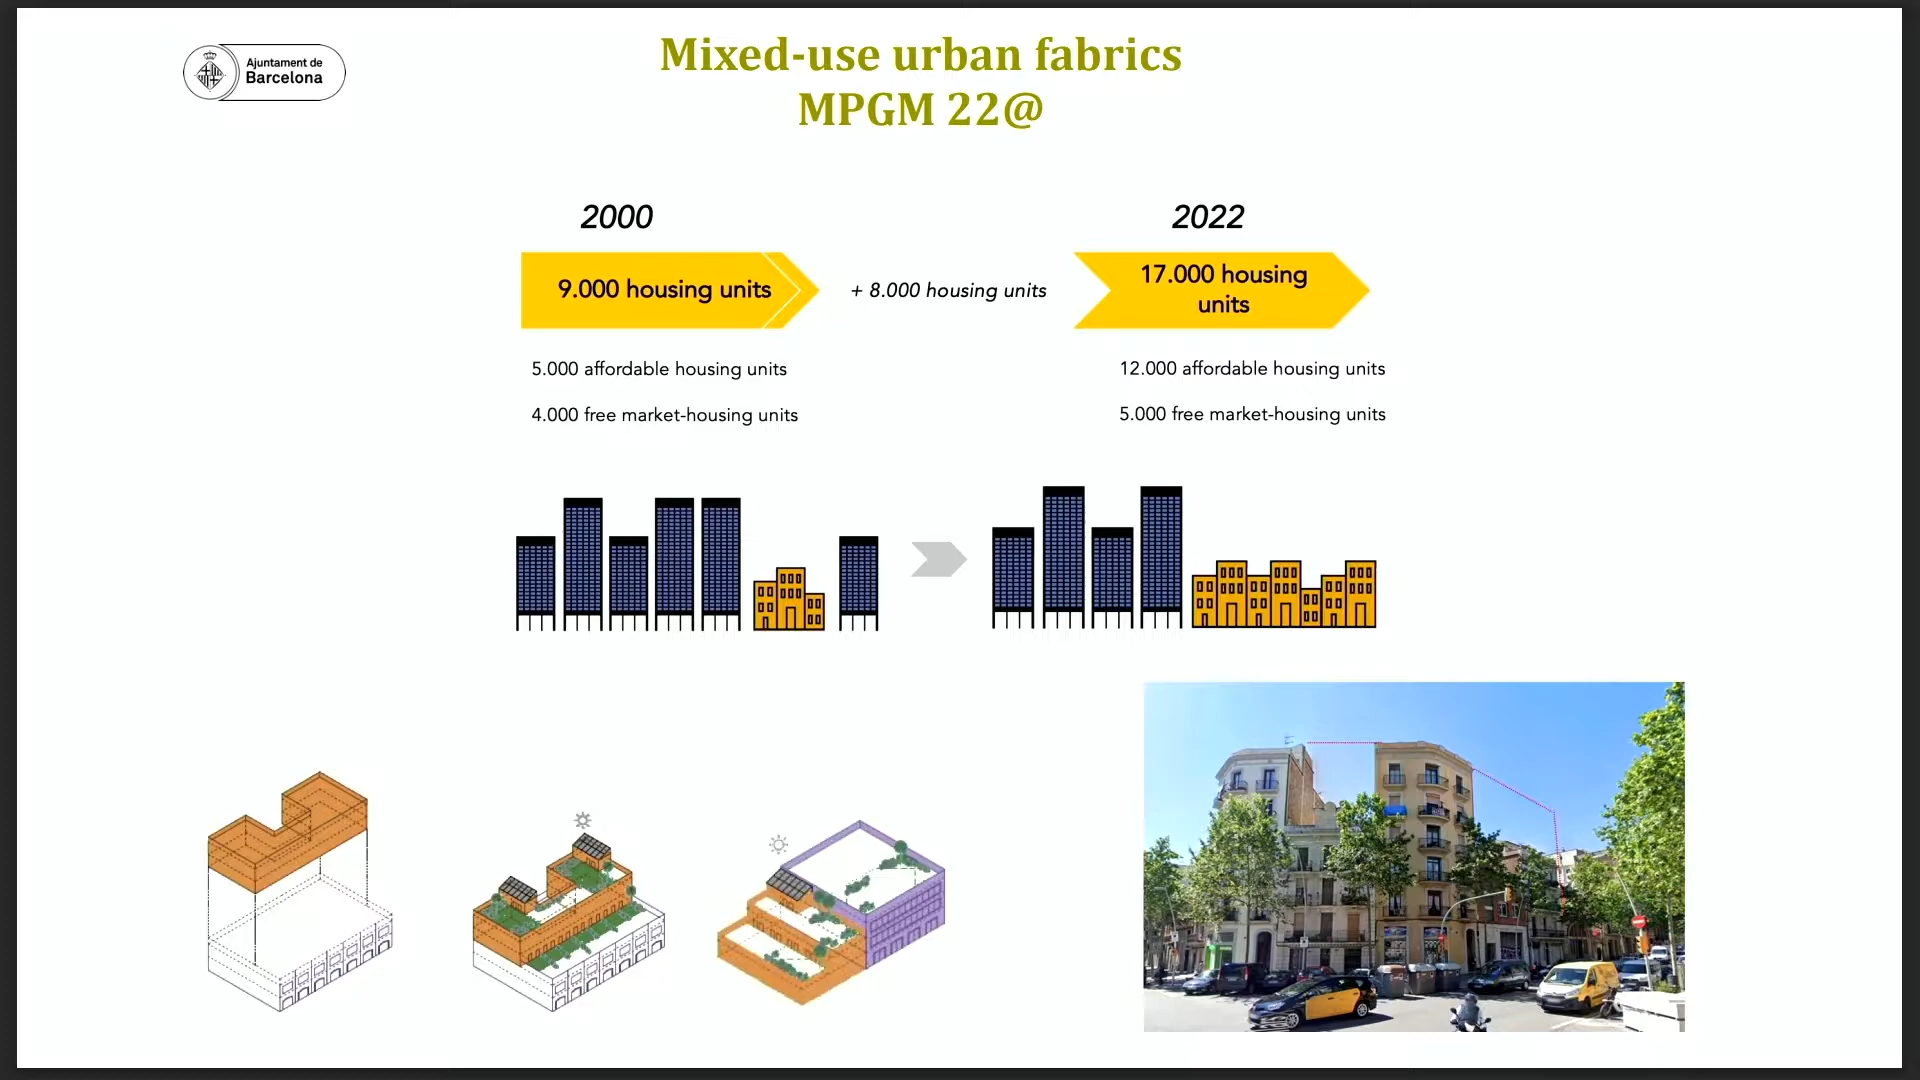 Ajuntament de
Barcelona
Mixed-use urban fabrics
MPGM 22@
2000
2022
9.000 housing units
+ 8.000 housing units
17.000 housing
units
5.000 affordable housing units
12.000 affordable housing units
4.000 free market-housing units
5.000 free market-housing units